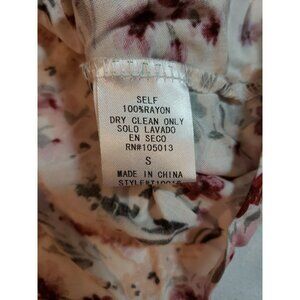 SELF
100%RAYON
DRY CLEAN ONLY
SOLO LAVADO
EN SECO
RN#105013
S
MADE IN CHINA